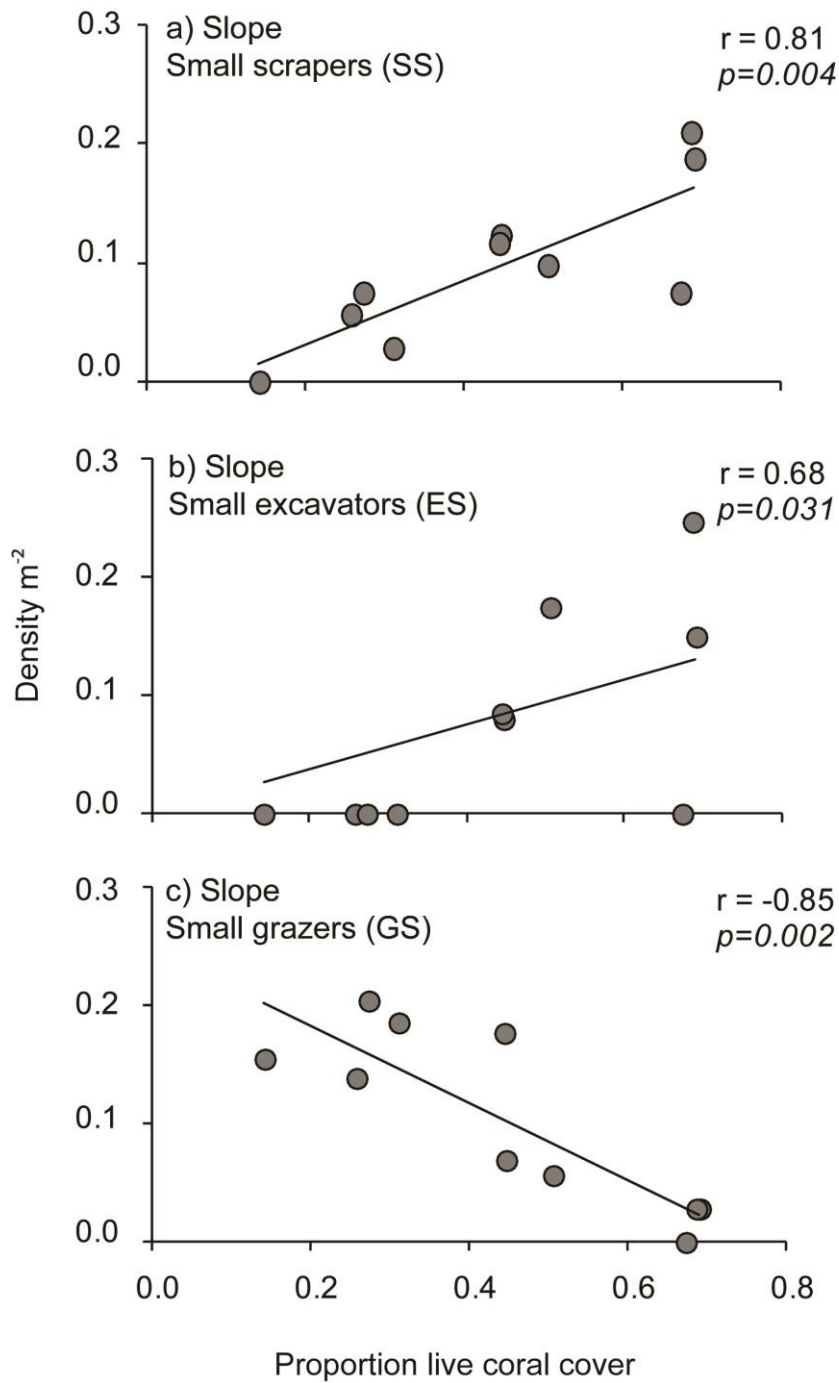 0.3
a) Slope
Small scrapers (SS)
r = 0.81
p=0.004
0.2
0.1
0.0
0.3
b) Slope
Small excavators (ES)
r = 0.68
p=0.031
0.2
0.1
0.0
Density m⁻²
0.3
c) Slope
Small grazers (GS)
r = -0.85
p=0.002
0.2
0.1
0.0
0.0 0.2 0.4 0.6 0.8
Proportion live coral cover